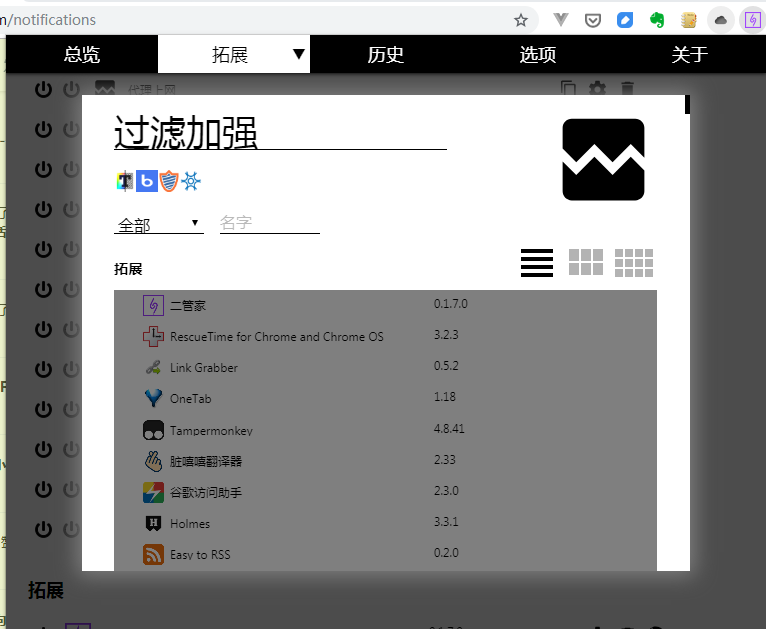 m/notifications
总览 拓展 ▼ 历史 选项 关于
代理上网
过滤加强
全部 ▼ 名字
拓展
二管家 0.1.7.0
RescueTime for Chrome and Chrome OS 3.2.3
Link Grabber 0.5.2
OneTab 1.18
Tampermonkey 4.8.41
脏嘻嘻翻译器 2.33
谷歌访问助手 2.3.0
Holmes 3.3.1
Easy to RSS 0.2.0
拓展